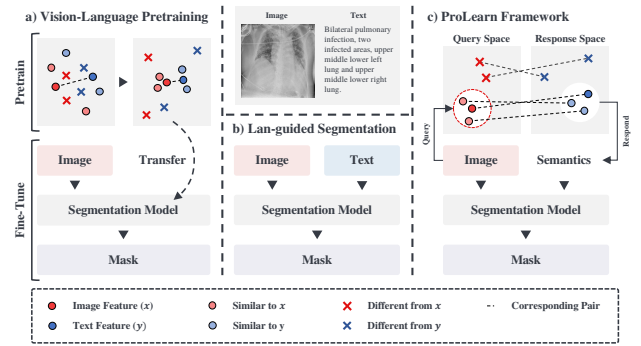 a) Vision-Language Pretraining
Pretrain
Fine-Tune
Image
Transfer
Segmentation Model
Mask
Image
Text
Bilateral pulmonary
infection, two
infected areas, upper
middle lower left
lung and upper
middle lower right
lung.
b) Lan-guided Segmentation
Image
Text
Segmentation Model
Mask
c) ProLearn Framework
Query Space
Response Space
Query
Respond
Image
Semantics
Segmentation Model
Mask
Image Feature (x)
Similar to x
Different from x
Corresponding Pair
Text Feature (y)
Similar to y
Different from y